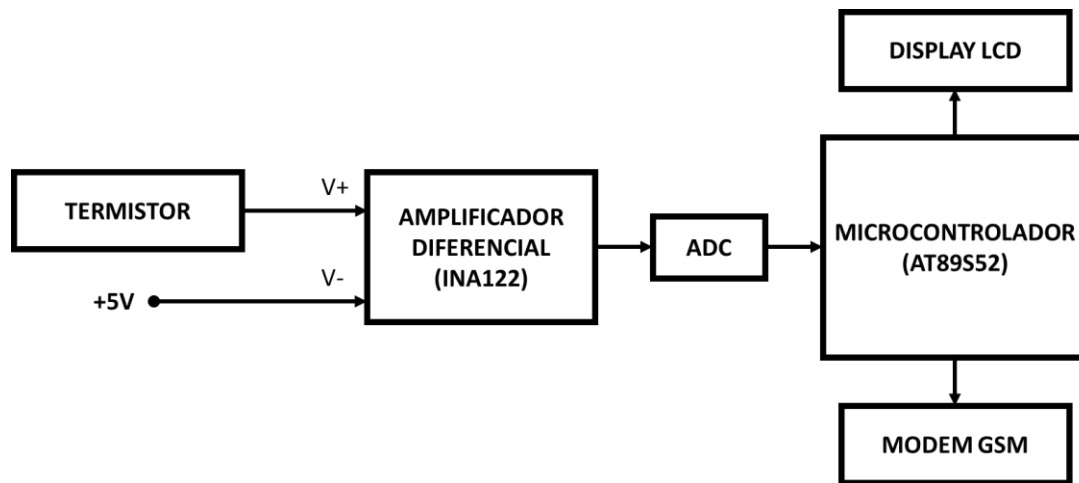 DISPLAY LCD
TERMISTOR
V+
AMPLIFICADOR
DIFERENCIAL
(INA122)
V-
+5V
ADC
MICROCONTROLADOR
(AT89S52)
MODEM GSM